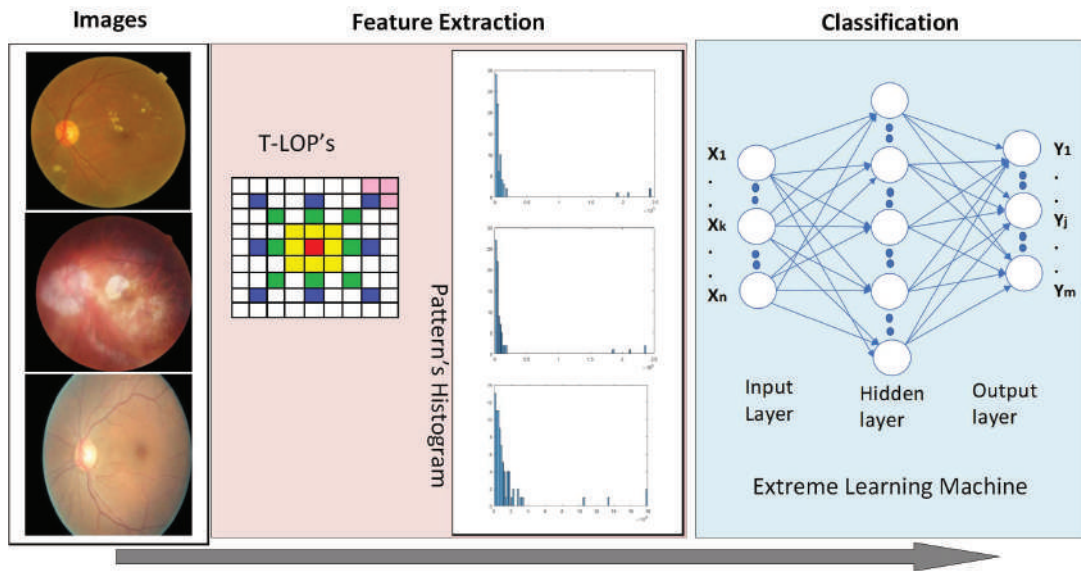 Images
Feature Extraction
Classification
T-LOP's
Pattern's Histogram
X1
.
.
Xk
.
.
Xn
Y1
.
.
Yj
.
Ym
Input
Layer
Hidden
layer
Output
layer
Extreme Learning Machine